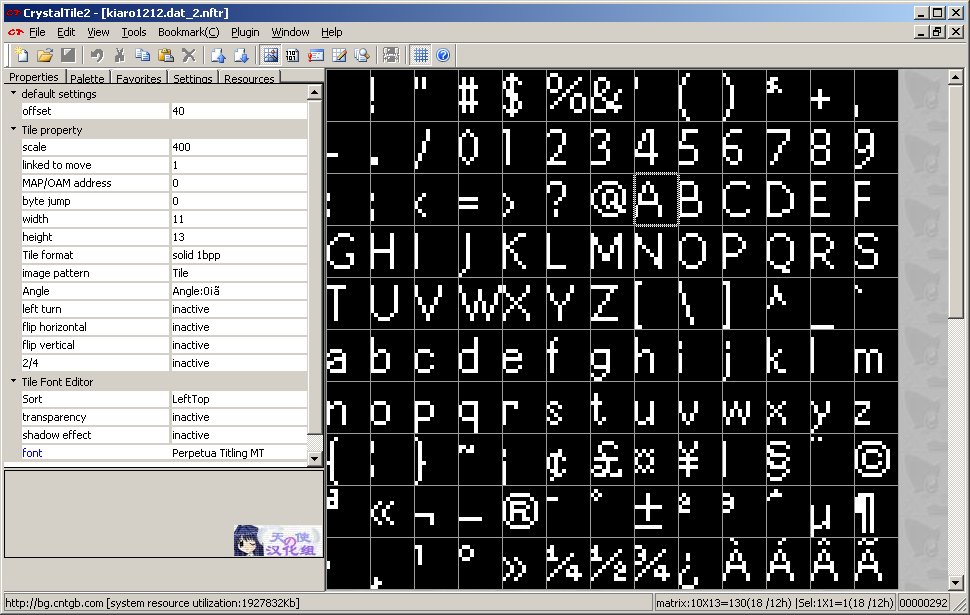 CrystalTile2 - [kiaro1212.dat_2.nftr]
File Edit View Tools Bookmark(C) Plugin Window Help
Properties Palette Favorites Settings Resources
default settings
offset 40
Tile property
scale 400
linked to move 1
MAP/OAM address 0
byte jump 0
width 11
height 13
Tile format solid 1bpp
image pattern Tile
Angle Angle:0iã
left turn inactive
flip horizontal inactive
flip vertical inactive
2/4 inactive
Tile Font Editor
Sort LeftTop
transparency inactive
shadow effect inactive
font Perpetua Titling MT
天使
の
汉化组
! " # $ % & ' ( ) * + ,
- . / 0 1 2 3 4 5 6 7 8 9
: ; < = > ? @ A B C D E F
G H I J K L M N O P Q R S
T U V W X Y Z [ \ ] ^ _ `
a b c d e f g h i j k l m
n o p q r s t u v w x y z
{ ¦ } ~ ¡ ¢ £ ¤ ¥ | § ¨ ©
ª « ¬ – ® ¯ ° ± ² ³ ´ µ ¶
¸ ¹ º » ¼ ½ ¾ ¿ À Á Â Ã
http://bg.cntgb.com [system resource utilization:1927832Kb] matrix:10X13=130(18 /12h) |Sel:1X1=1(18 /12h) 00000292